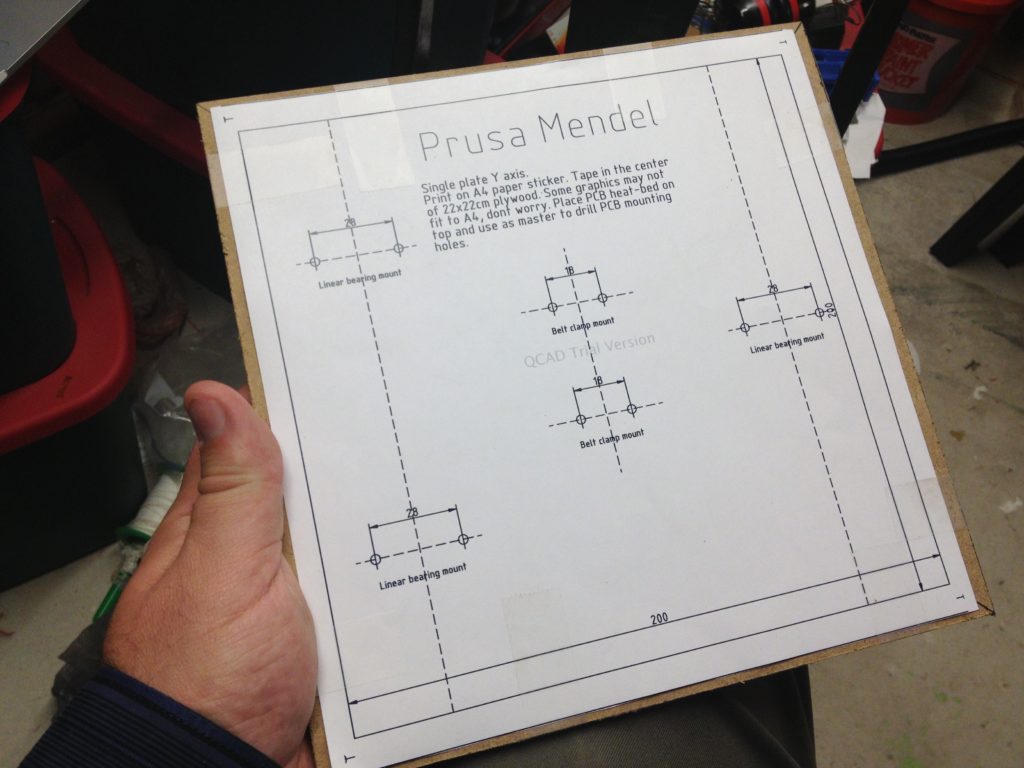 Prusa Mendel
Single plate Y axis.
Print on A4 paper sticker. Tape in the center
of 22x22cm plywood. Some graphics may not
fit to A4, dont worry. Place PCB heat-bed on
top and use as master to drill PCB mounting
holes.
28
Linear bearing mount
18
Belt clamp mount
28
200
Linear bearing mount
QCAD Trial Version
18
Belt clamp mount
28
Linear bearing mount
200
T
T
T
T